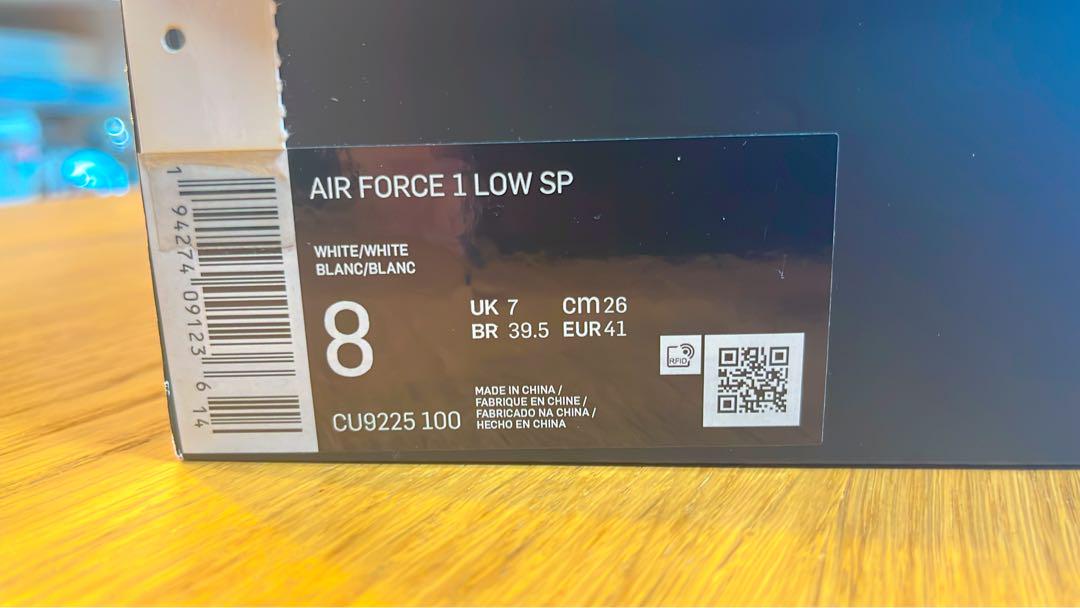 AIR FORCE 1 LOW SP
WHITE/WHITE
BLANC/BLANC
8
UK 7 cm 26
BR 39.5 EUR 41
RFID
MADE IN CHINA /
FABRIQUE EN CHINE /
FABRICADO NA CHINA /
HECHO EN CHINA
CU9225 100
1 94274 09123 6 14